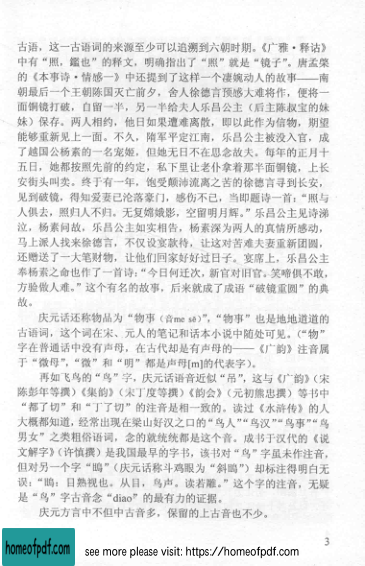 古语，这一古语词的来源至少可以追溯到六朝时期。《广雅·释诂》
中有“照，鑑也”的释文，明确指出了“照”就是“镜子”。唐孟棨
的《本事诗·情感一》中还提到了这样一个凄婉动人的故事——南
朝最后一个王朝陈国灭亡前夕，舍人徐德言预感大难将作，便将一
面铜镜打破，自留一半，另一半给夫人乐昌公主（后主陈叔宝的妹
妹）保存。两人相约，他日如果遭难离散，即以此作为信物，期望
能够重新见上一面。不久，隋军平定江南，乐昌公主被没入官，成
了越国公杨素的一名宠姬，但她无日不在思念故夫。每年的正月十
五日，她都按照先前的约定，私下里让老仆拿着那半面铜镜，上长
安街头叫卖。终于有一年，饱受颠沛流离之苦的徐德言寻到长安，
见到破镜，得知爱妻已沦落豪门，感伤不已，当即题诗一首：“照与
人俱去，照归人不归。无复嫦娥影，空留明月辉。”乐昌公主见诗涕
泣，杨素问故，乐昌公主如实相告，杨素深为两人的真情所感动，
马上派人找来徐德言，不仅设宴款待，让这对苦难夫妻重新团圆，
还赠送了一大笔财物，让他们回家好好过日子。宴席上，乐昌公主
奉杨素之命也作了一首诗：“今日何迁次，新官对旧官。笑啼俱不敢，
方验做人难。”这个有名的故事，后来就成了成语“破镜重圆”的典
故。
庆元话还称物品为“物事（音me sē）”，“物事”也是地地道道的
古语词，这个词在宋、元人的笔记和话本小说中随处可见。（“物”
字在普通话中没有声母，在古代却是有声母的——《广韵》注音属
于“微母”，“微”和“明”都是声母[m]的代表字）。
再如飞鸟的“鸟”字，庆元话语音近似“吊”，这与《广韵》（宋
陈彭年等撰）《集韵》（宋丁度等撰）《韵会》（元初熊忠撰）等书中
“都了切”和“丁了切”的注音是相一致的。读过《水浒传》的人
大概都知道，经常出现在梁山好汉之口的“鸟人”“鸟汉”“鸟事”“鸟
男女”之类粗俗语词，念的就统统都是这个音。成书于汉代的《说
文解字》（许慎撰）是我国最早的字书，该书对“鸟”字虽未作注音，
但对另一个字“䳑”（庆元话称斗鸡眼为“斜䳑”）却标注得明白无
误：“䳑：目熟视也。从目，鸟声。读若雕。”这个字的注音，无疑
是“鸟”字古音念“diao”的最有力的证据。
庆元方言中不但中古音多，保留的上古音也不少。
3
homeofpdf.com
see more please visit: https://homeofpdf.com